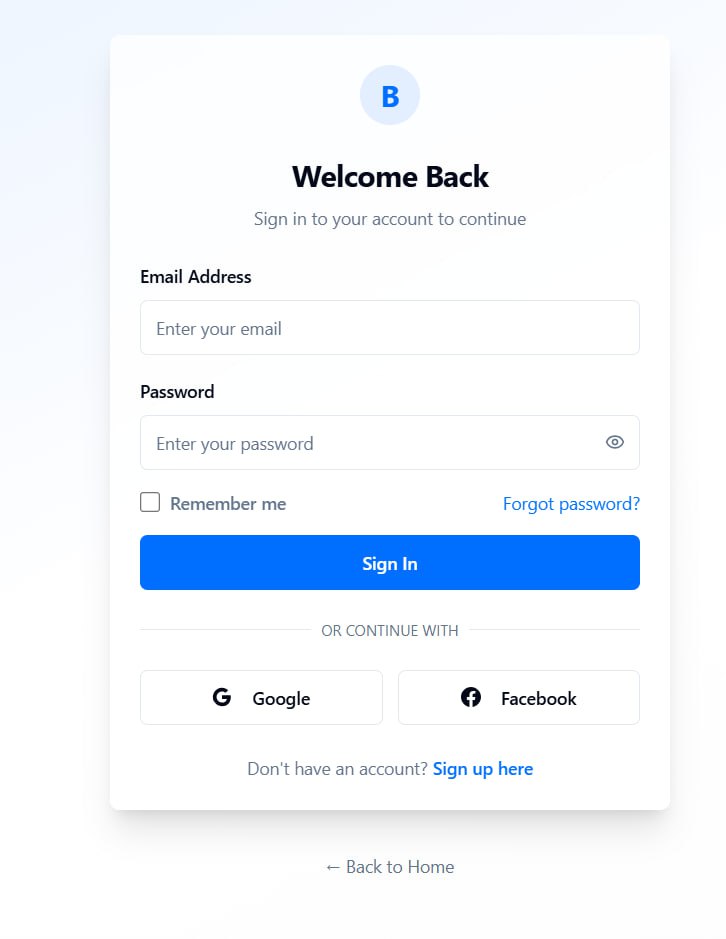 B
Welcome Back
Sign in to your account to continue
Email Address
Enter your email
Password
Enter your password
Remember me
Forgot password?
Sign In
OR CONTINUE WITH
G Google
Facebook
Don't have an account? Sign up here
← Back to Home